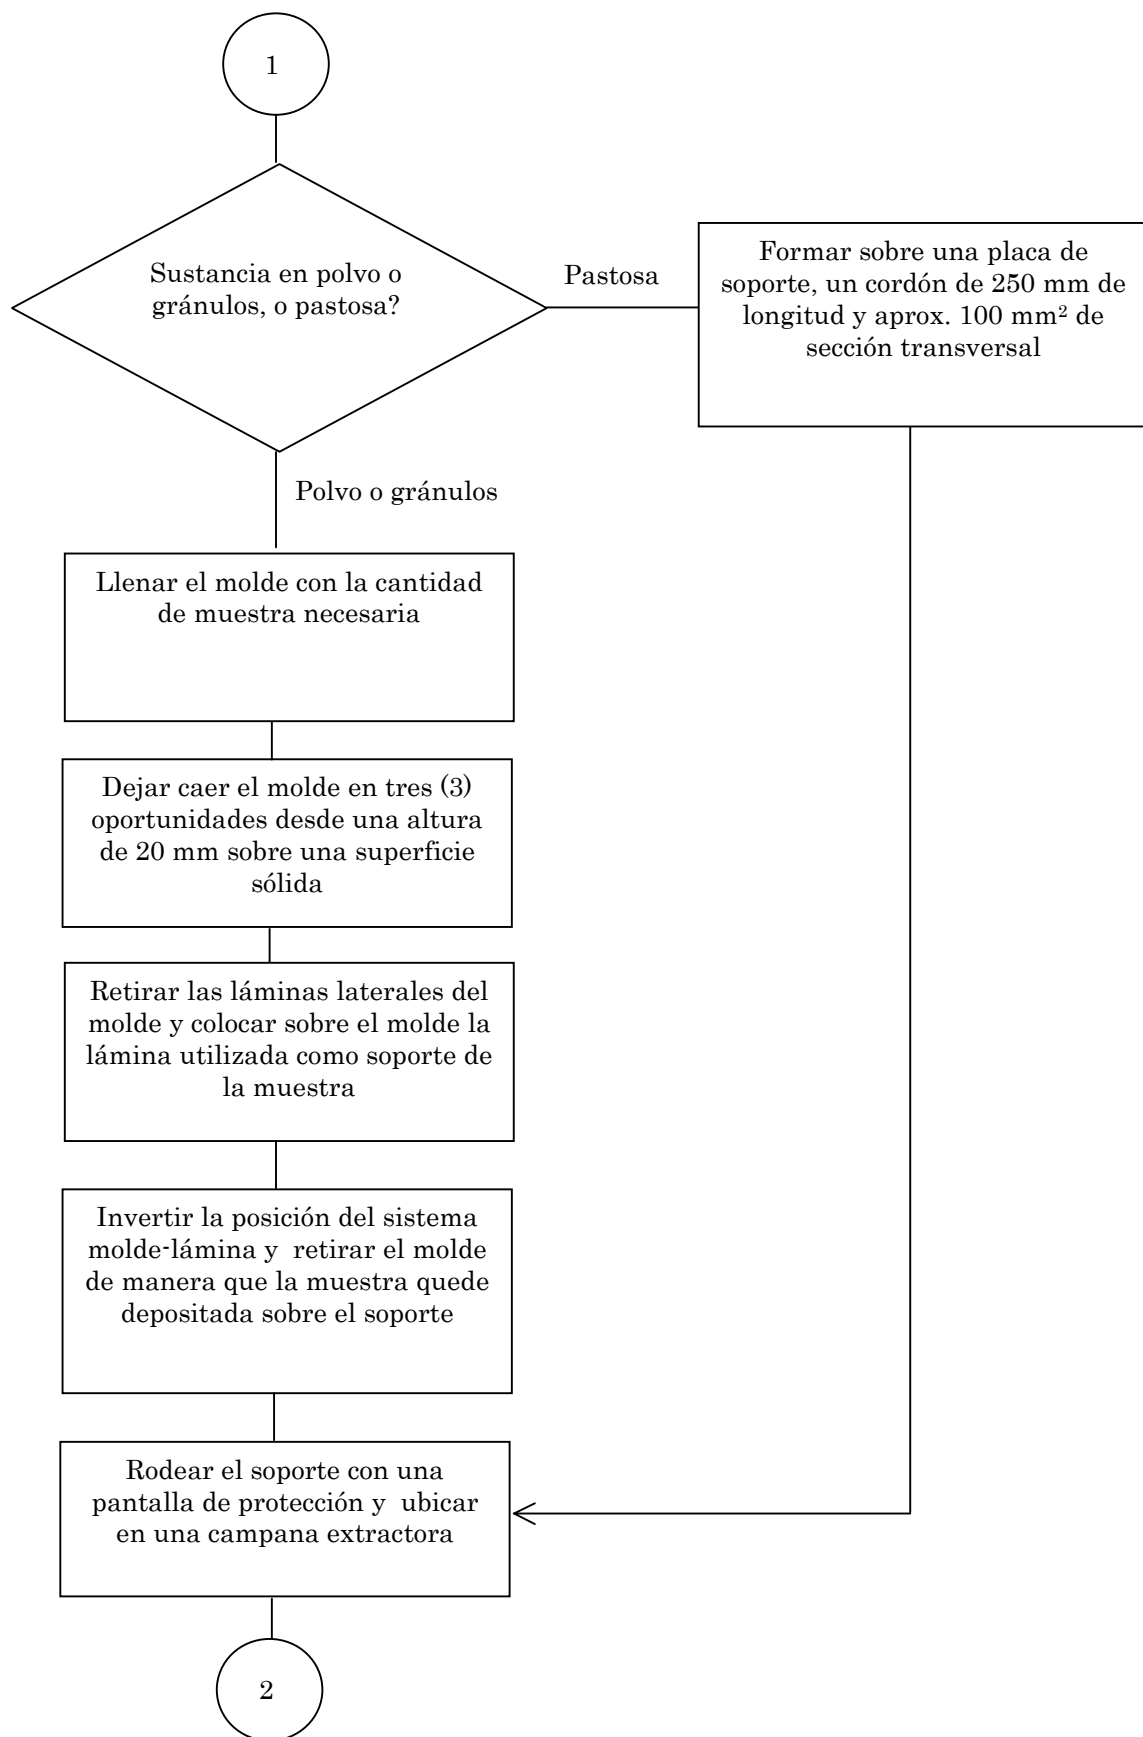 1
Sustancia en polvo o
gránulos, o pastosa?
Pastosa
Formar sobre una placa de
soporte, un cordón de 250 mm de
longitud y aprox. 100 mm² de
sección transversal
Polvo o gránulos
Llenar el molde con la cantidad
de muestra necesaria
Dejar caer el molde en tres (3)
oportunidades desde una altura
de 20 mm sobre una superficie
sólida
Retirar las láminas laterales del
molde y colocar sobre el molde la
lámina utilizada como soporte de
la muestra
Invertir la posición del sistema
molde-lámina y  retirar el molde
de manera que la muestra quede
depositada sobre el soporte
Rodear el soporte con una
pantalla de protección y  ubicar
en una campana extractora
2